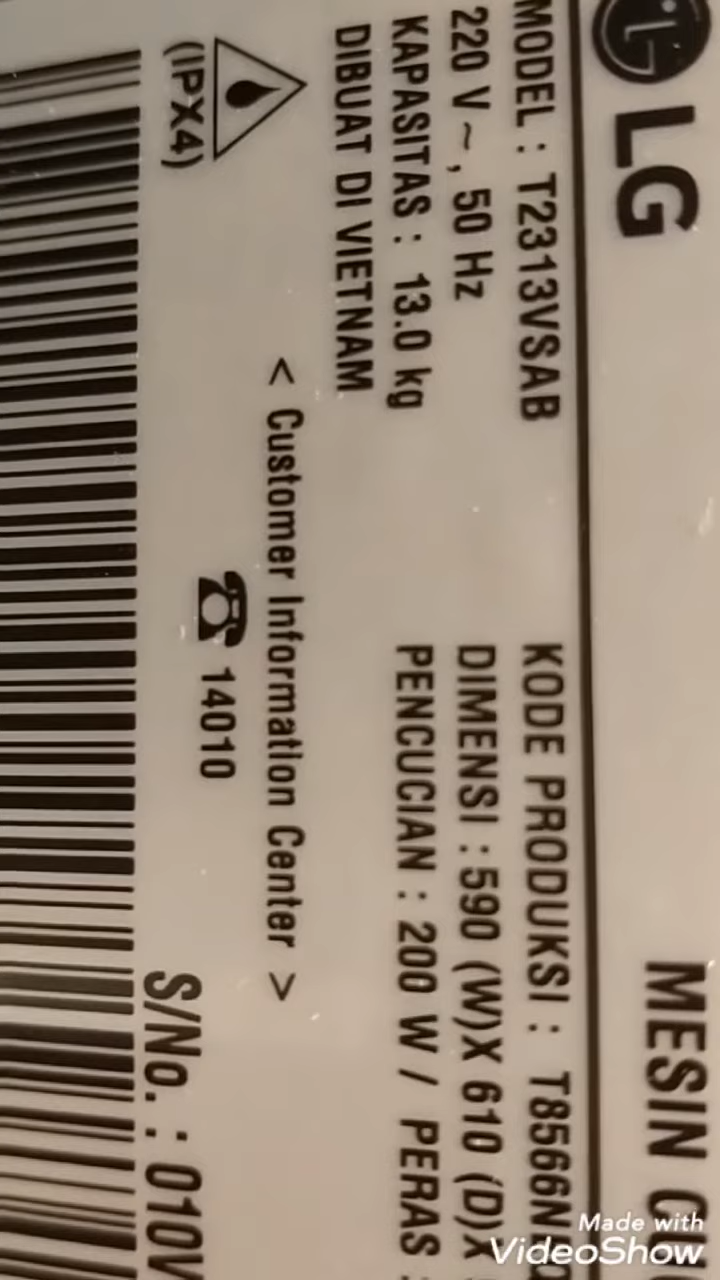 LG
MESIN
MODEL : T2313VSAB
KODE PRODUKSI :
220 V ~, 50 Hz
DIMENSI : 590 (W)X 610 (D)X
KAPASITAS : 13.0 kg
PENCUCIAN : 200 W / PERAS :
DIBUAT DI VIETNAM
< Customer Information Center >
☎ 14010
(IPX4)
S/No. : 010V
Made with
VideoShow